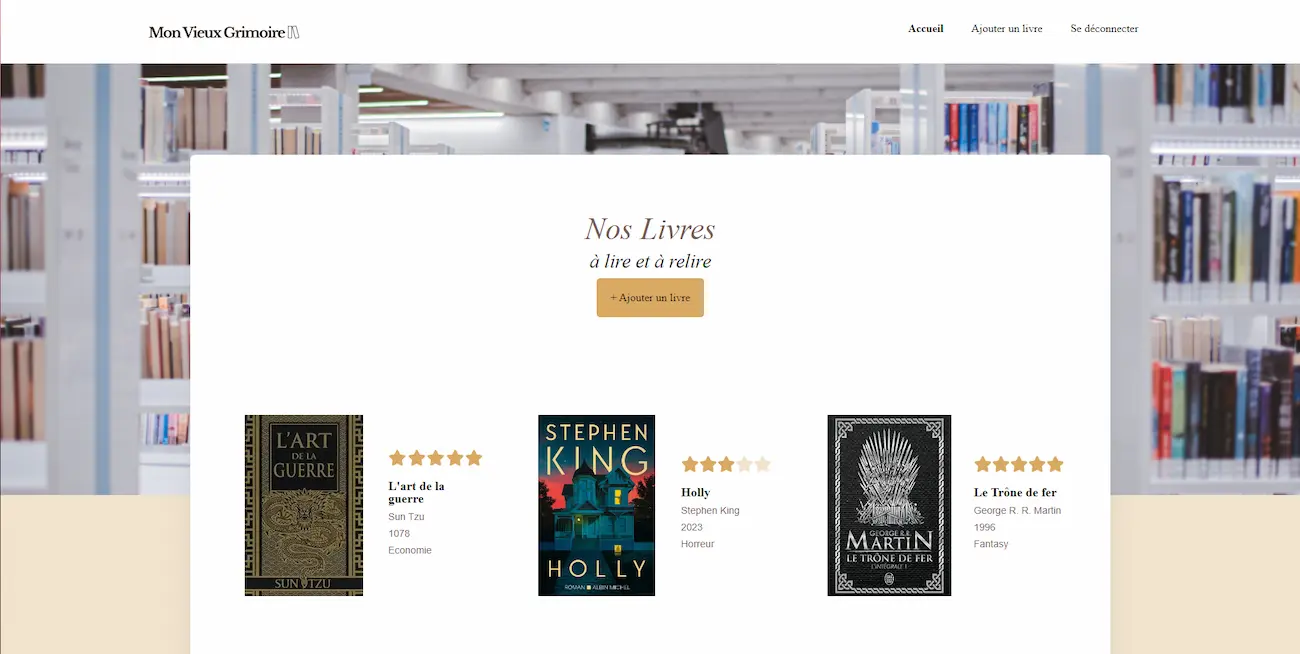 Mon Vieux Grimoire
Accueil
Ajouter un livre
Se déconnecter
Nos Livres
à lire et à relire
+ Ajouter un livre
L'ART
DE LA
GUERRE
SUN TZU
L'art de la
guerre
Sun Tzu
1078
Economie
STEPHEN
KING
HOLLY
ROMAN ALBIN MICHEL
Holly
Stephen King
2023
Horreur
GEORGE R.R.
MARTIN
LE TRÔNE DE FER
L'INTÉGRALE 1
Le Trône de fer
George R. R. Martin
1996
Fantasy